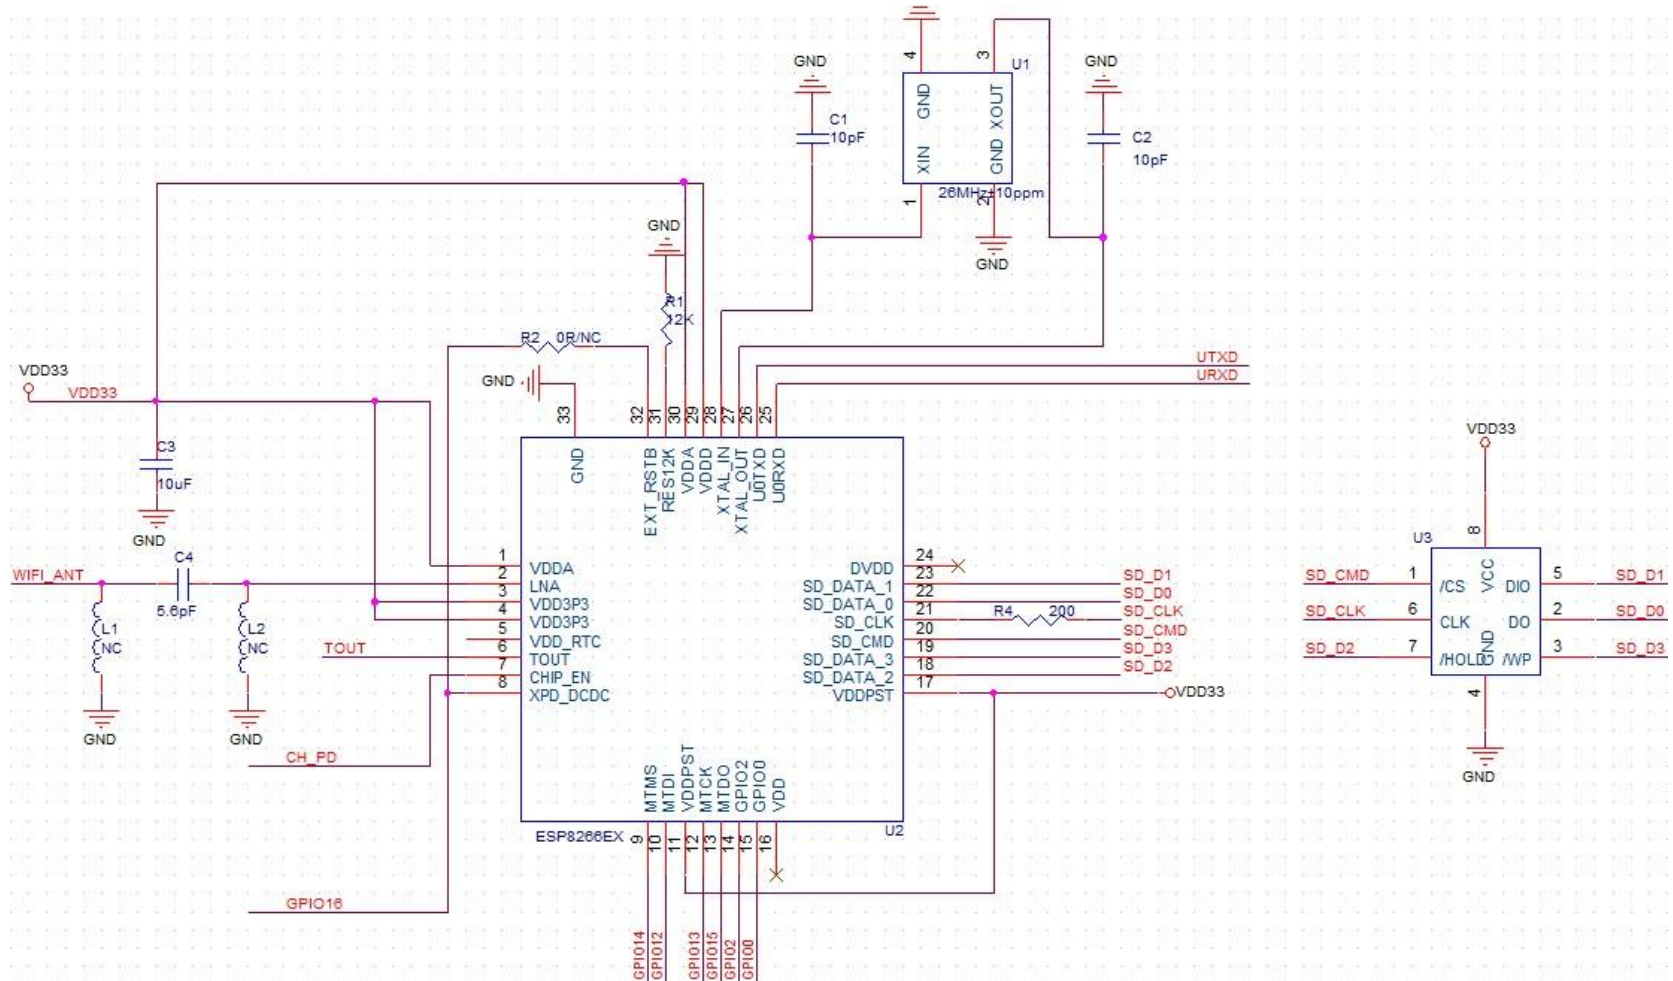 GND
GND
4
3
U1
GND
XOUT
XIN
GND
C1
10pF
C2
10pF
26MHz±10ppm
1
2
GND
GND
R1
12K
R2 0R/NC
UTXD
URXD
GND
VDD33
VDD33
33
32
31
30
29
28
27
26
25
GND
EXT_RSTB
RES12K
VDDA
VDDD
XTAL_IN
XTAL_OUT
U0TXD
U0RXD
C3
10uF
GND
VDD33
8
U3
C4
WIFI_ANT
5.6pF
L1
NC
L2
NC
GND
GND
TOUT
CH_PD
GPIO16
1 VDDA
2 LNA
3 VDD3P3
4 VDD3P3
5 VDD_RTC
6 TOUT
7 CHIP_EN
8 XPD_DCDC
DVDD 24
SD_DATA_1 23 SD_D1
SD_DATA_0 22 SD_D0
SD_CLK 21 R4 200 SD_CLK
SD_CMD 20 SD_CMD
SD_DATA_3 19 SD_D3
SD_DATA_2 18 SD_D2
VDDPST 17 VDD33
MTMS
MTDI
VDDPST
MTCK
MTDO
GPIO2
GPIO0
VDD
ESP8266EX
U2
9
10
11
12
13
14
15
16
GPIO14
GPIO12
GPIO13
GPIO15
GPIO2
GPIO0
SD_CMD 1 /CS VCC DIO 5 SD_D1
SD_CLK 6 CLK DO 2 SD_D0
SD_D2 7 /HOLD GND /WP 3 SD_D3
4
GND